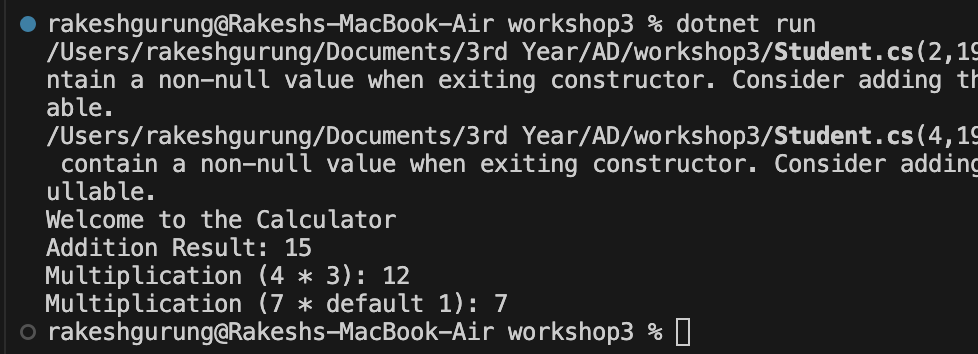 rakeshgurung@Rakeshs-MacBook-Air workshop3 % dotnet run
/Users/rakeshgurung/Documents/3rd Year/AD/workshop3/Student.cs(2,19
ntain a non-null value when exiting constructor. Consider adding th
able.
/Users/rakeshgurung/Documents/3rd Year/AD/workshop3/Student.cs(4,19
contain a non-null value when exiting constructor. Consider adding
ullable.
Welcome to the Calculator
Addition Result: 15
Multiplication (4 * 3): 12
Multiplication (7 * default 1): 7
rakeshgurung@Rakeshs-MacBook-Air workshop3 %